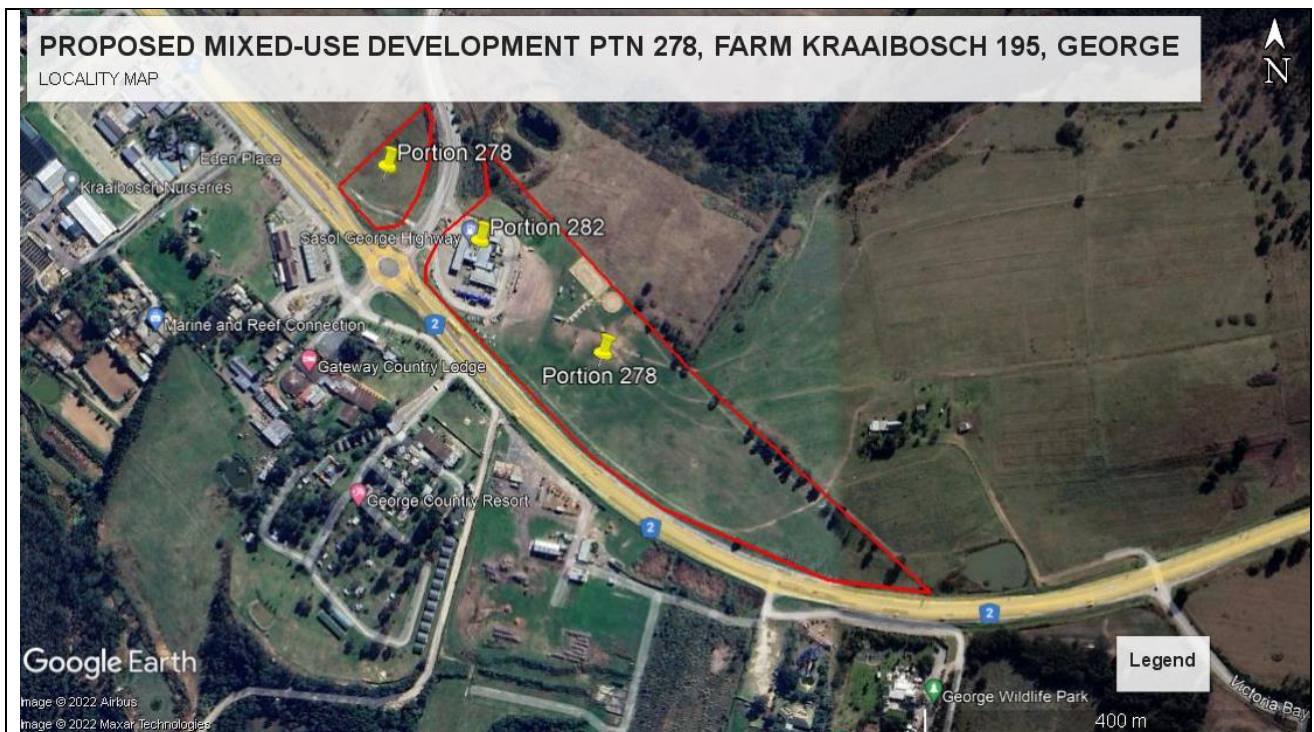 PROPOSED MIXED-USE DEVELOPMENT PTN 278, FARM KRAAIBOSCH 195, GEORGE
LOCALITY MAP
N
2
Eden Place
Portion 278
Kraaibosch Nurseries
Portion 282
Sasol George Highway
Marine and Reef Connection
2
Gateway Country Lodge
Portion 278
George Country Resort
2
2
Google Earth
Legend
Victoria Bay
George Wildlife Park
Image © 2022 Airbus
Image © 2022 Maxar Technologies
400 m